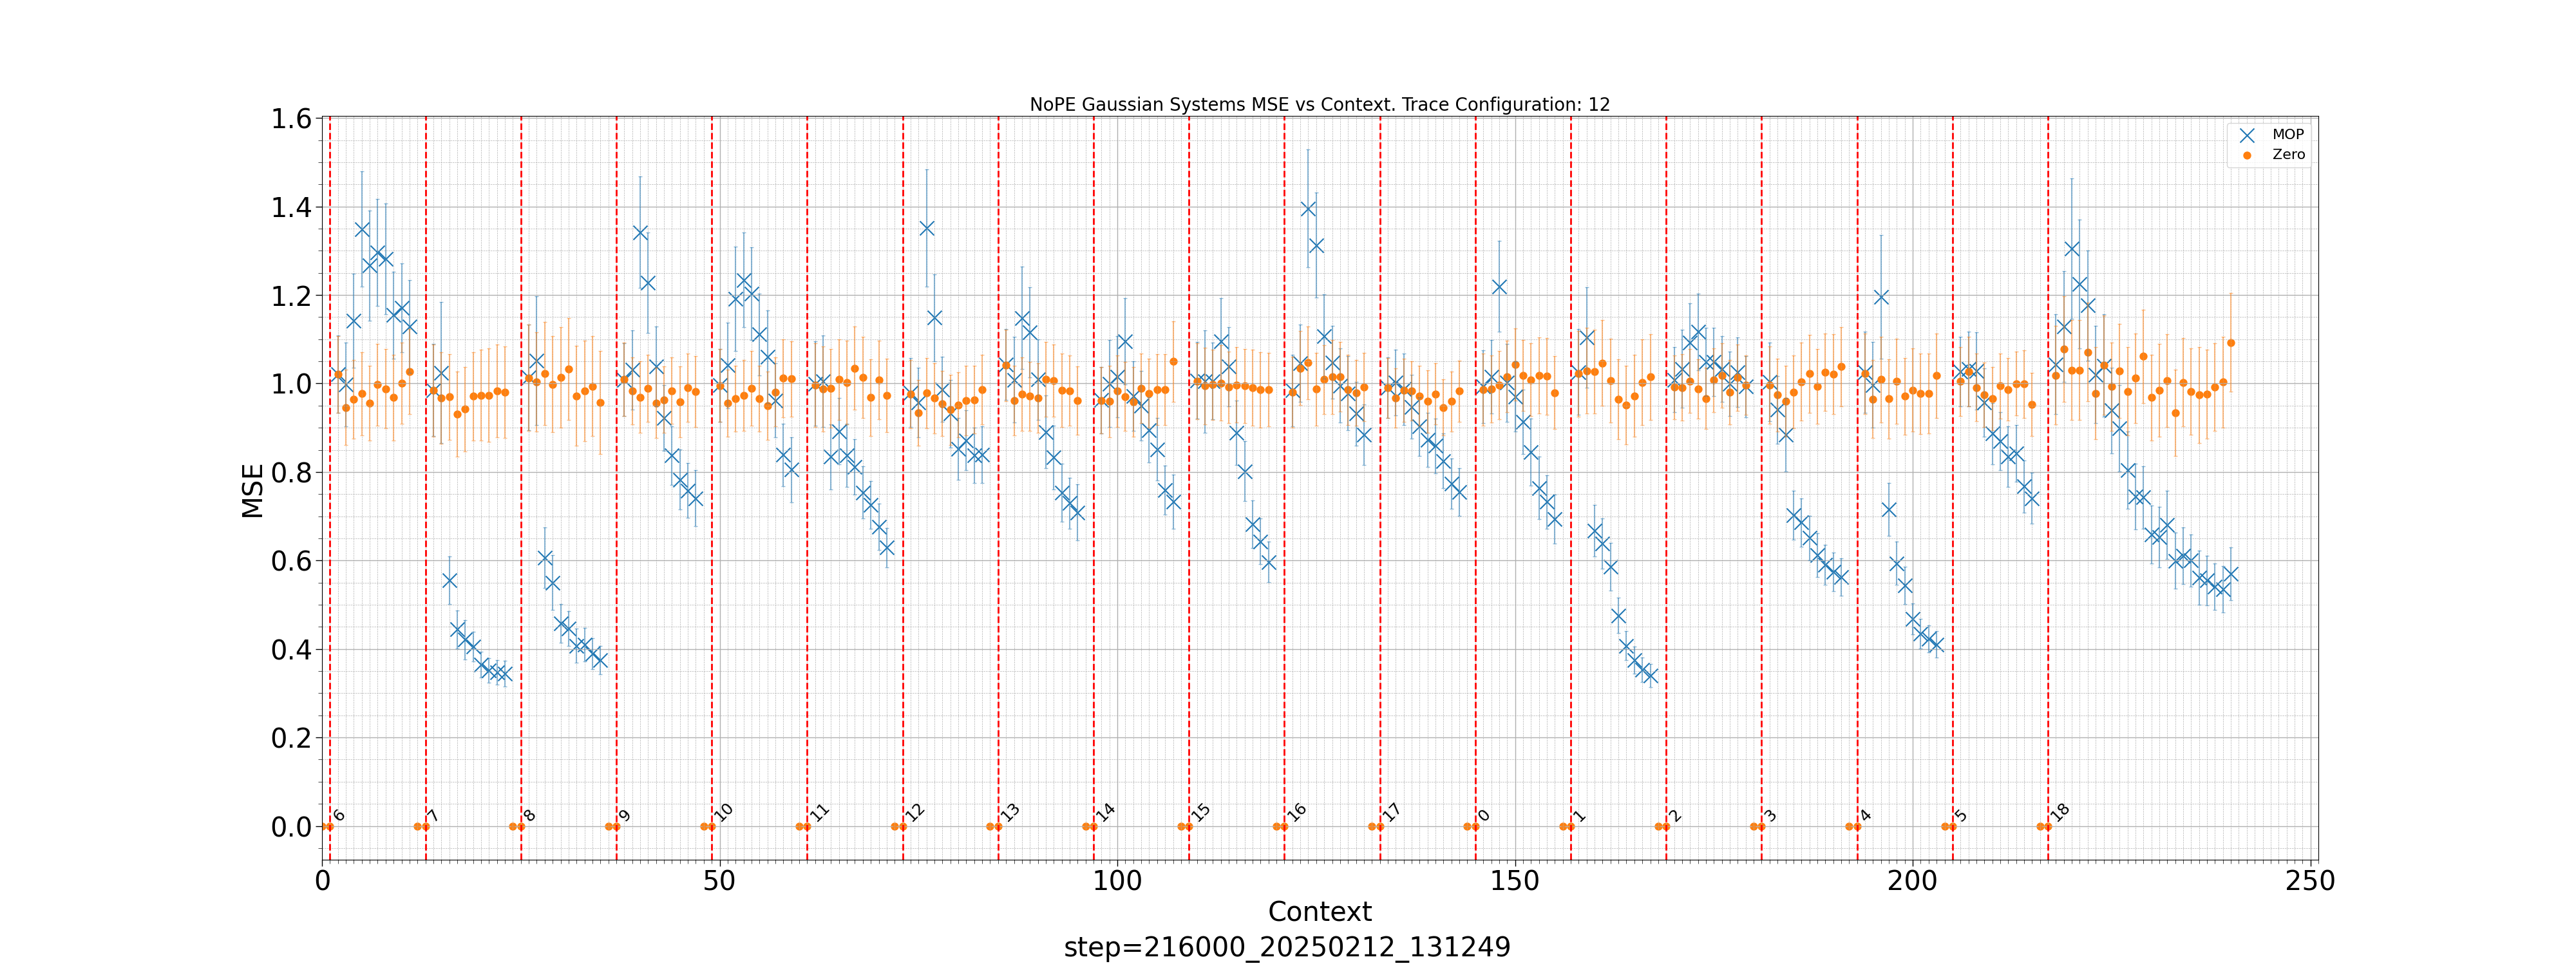 NoPE Gaussian Systems MSE vs Context. Trace Configuration: 12
MOP
Zero
1.6
1.4
1.2
1.0
0.8
0.6
0.4
0.2
0.0
MSE
6 7 8 9 10 11 12 13 14 15 16 17 0 1 2 3 4 5 18
0 50 100 150 200 250
Context
step=216000_20250212_131249